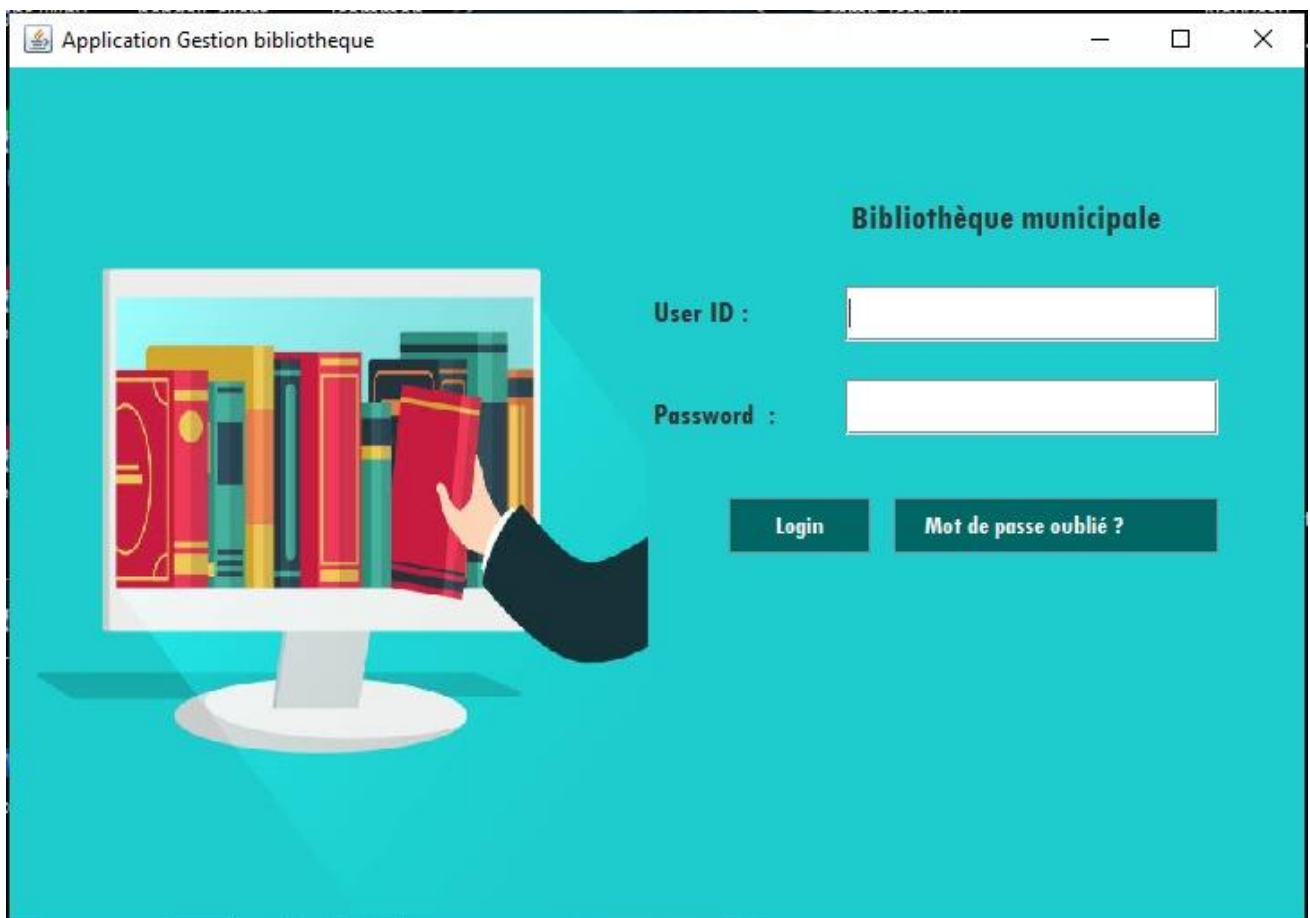 Application Gestion bibliotheque
Bibliothèque municipale
User ID :
Password :
Login
Mot de passe oublié ?